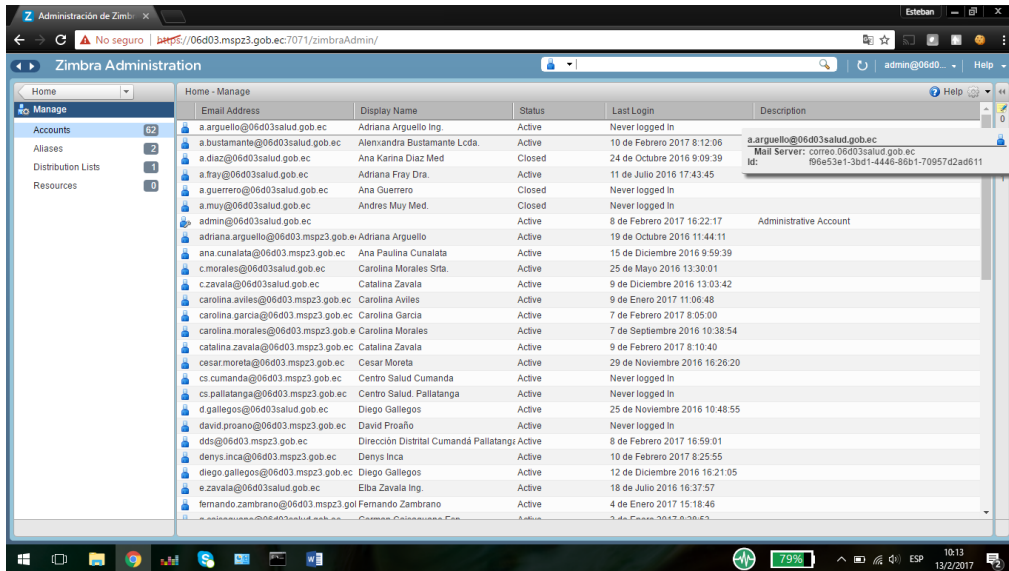 Administración de Zimbr
Esteban
No seguro | https://06d03.mspz3.gob.ec:7071/zimbraAdmin/
Zimbra Administration
admin@06d0...
Help
Home
Home - Manage
Help
Manage
Accounts 62
Aliases 2
Distribution Lists 1
Resources 0
Email Address Display Name Status Last Login Description
0
a.arguello@06d03salud.gob.ec Adriana Arguello Ing. Active Never logged In
a.bustamante@06d03salud.gob.ec Alenxandra Bustamante Lcda. Active 10 de Febrero 2017 8:12:06
a.diaz@06d03salud.gob.ec Ana Karina Diaz Med Closed 24 de Octubre 2016 9:09:39
a.fray@06d03salud.gob.ec Adriana Fray Dra. Active 11 de Julio 2016 17:43:45
a.guerrero@06d03salud.gob.ec Ana Guerrero Closed Never logged In
a.muy@06d03salud.gob.ec Andres Muy Med. Closed Never logged In
admin@06d03salud.gob.ec Active 8 de Febrero 2017 16:22:17 Administrative Account
adriana.arguello@06d03.mspz3.gob.e Adriana Arguello Active 19 de Octubre 2016 11:44:11
ana.cunalata@06d03.mspz3.gob.ec Ana Paulina Cunalata Active 15 de Diciembre 2016 9:59:39
c.morales@06d03salud.gob.ec Carolina Morales Srta. Active 25 de Mayo 2016 13:30:01
c.zavala@06d03salud.gob.ec Catalina Zavala Active 9 de Diciembre 2016 13:03:42
carolina.aviles@06d03.mspz3.gob.ec Carolina Aviles Active 9 de Enero 2017 11:06:48
carolina.garcia@06d03.mspz3.gob.ec Carolina Garcia Active 7 de Febrero 2017 8:05:00
carolina.morales@06d03.mspz3.gob.e Carolina Morales Active 7 de Septiembre 2016 10:38:54
catalina.zavala@06d03.mspz3.gob.ec Catalina Zavala Active 9 de Febrero 2017 8:10:40
cesar.moreta@06d03.mspz3.gob.ec Cesar Moreta Active 29 de Noviembre 2016 16:26:20
cs.cumanda@06d03.mspz3.gob.ec Centro Salud Cumanda Active Never logged In
cs.pallatanga@06d03.mspz3.gob.ec Centro Salud. Pallatanga Active Never logged In
d.gallegos@06d03salud.gob.ec Diego Gallegos Active 25 de Noviembre 2016 10:48:55
david.proano@06d03.mspz3.gob.ec David Proaño Active Never logged In
dds@06d03.mspz3.gob.ec Dirección Distrital Cumandá Pallatanga Active 8 de Febrero 2017 16:59:01
denys.inca@06d03.mspz3.gob.ec Denys Inca Active 10 de Febrero 2017 8:25:55
diego.gallegos@06d03.mspz3.gob.ec Diego Gallegos Active 12 de Diciembre 2016 16:21:05
e.zavala@06d03salud.gob.ec Elba Zavala Ing. Active 18 de Julio 2016 16:37:57
fernando.zambrano@06d03.mspz3.gol Fernando Zambrano Active 4 de Enero 2017 15:18:46
a.arguello@06d03salud.gob.ec
Mail Server: correo.06d03salud.gob.ec
Id: f96e53e1-3bd1-4446-86b1-70957d2ad611
79%
ESP
10:13
13/2/2017